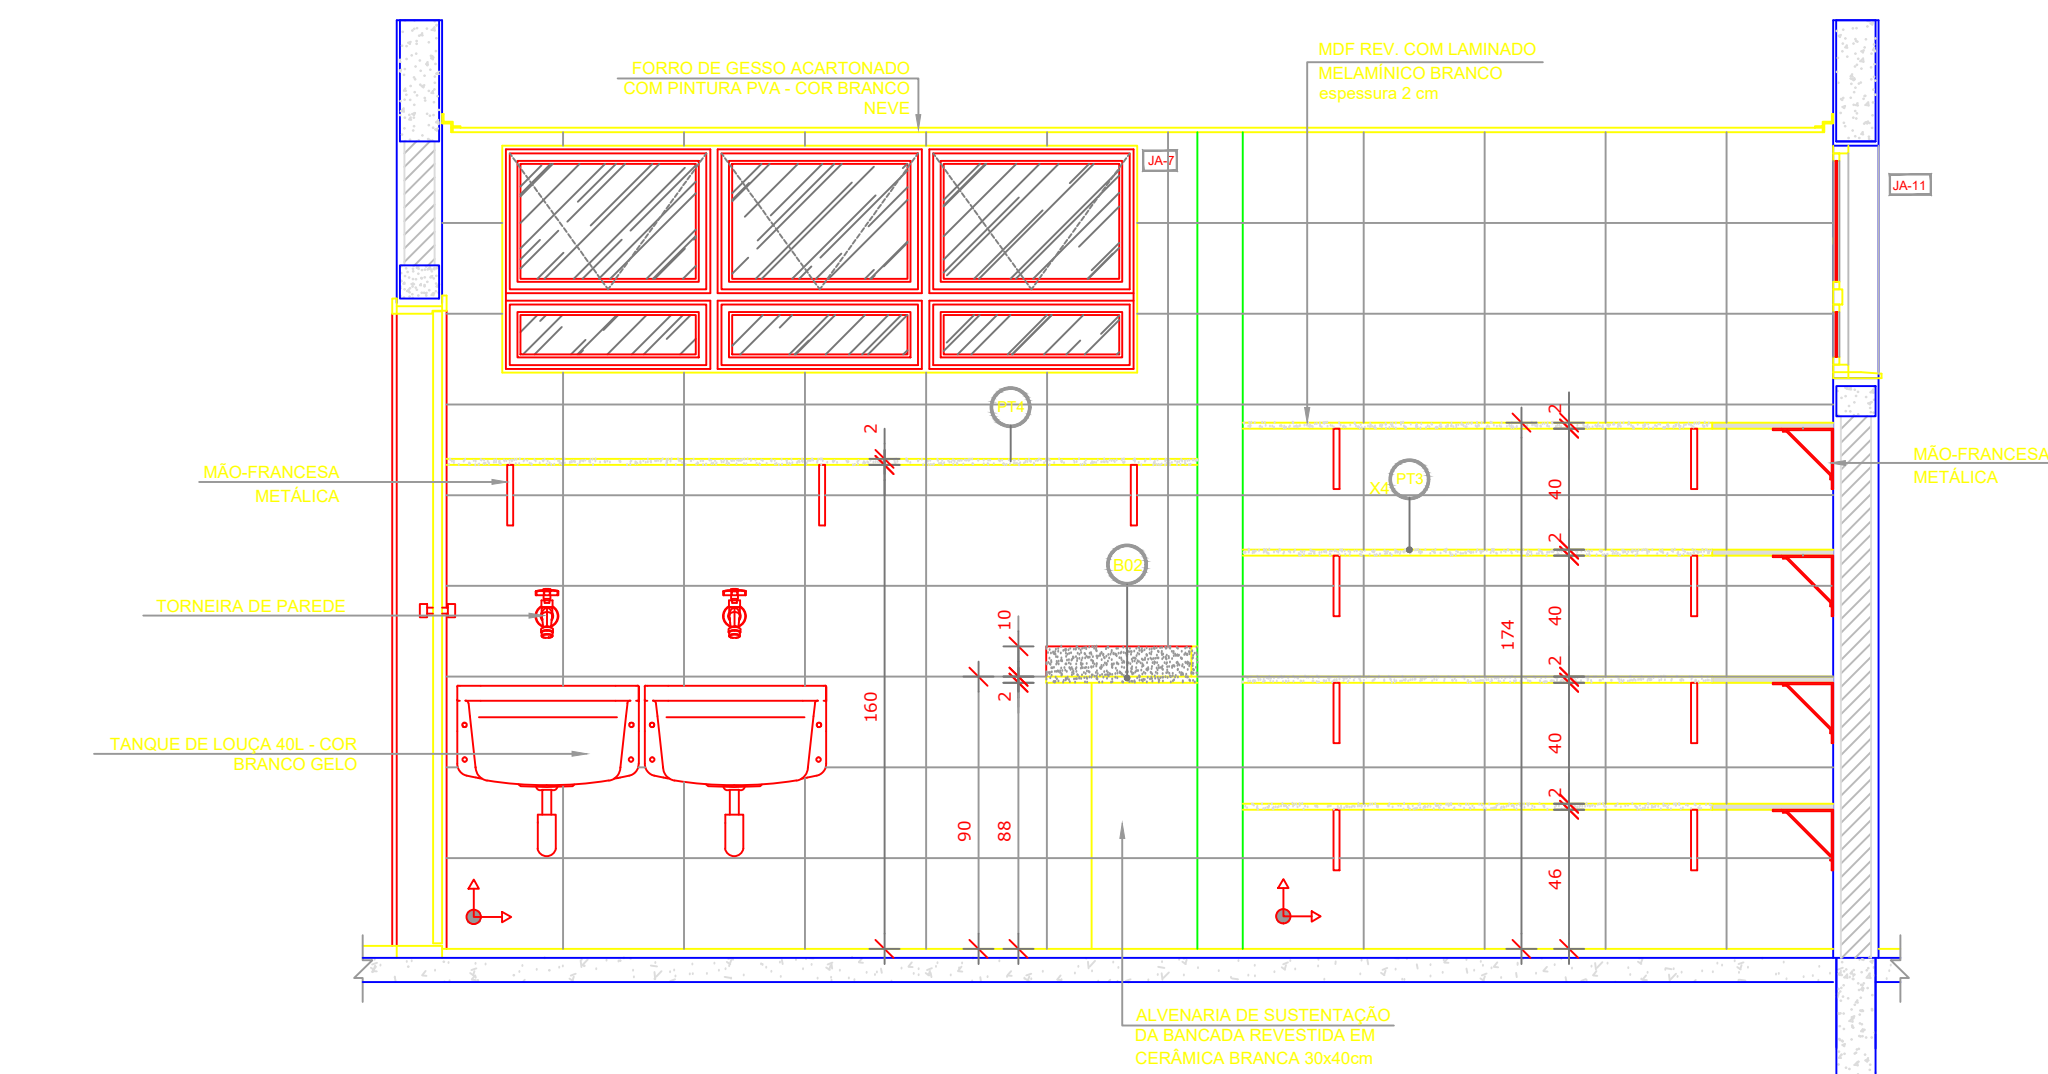 MDF REV. COM LAMINADO
MELAMÍNICO BRANCO
espessura 2 cm
FORRO DE GESSO ACARTONADO
COM PINTURA PVA - COR BRANCO
NEVE
JA-7
JA-11
PT4
2
2
MÃO-FRANCESA
METÁLICA
MÃO-FRANCESA
METÁLICA
X4
PT3
40
2
B02
TORNEIRA DE PAREDE
10
174
40
2
2
160
TANQUE DE LOUÇA 40L - COR
BRANCO GELO
40
2
90
88
46
ALVENARIA DE SUSTENTAÇÃO
DA BANCADA REVESTIDA EM
CERÂMICA BRANCA 30x40cm